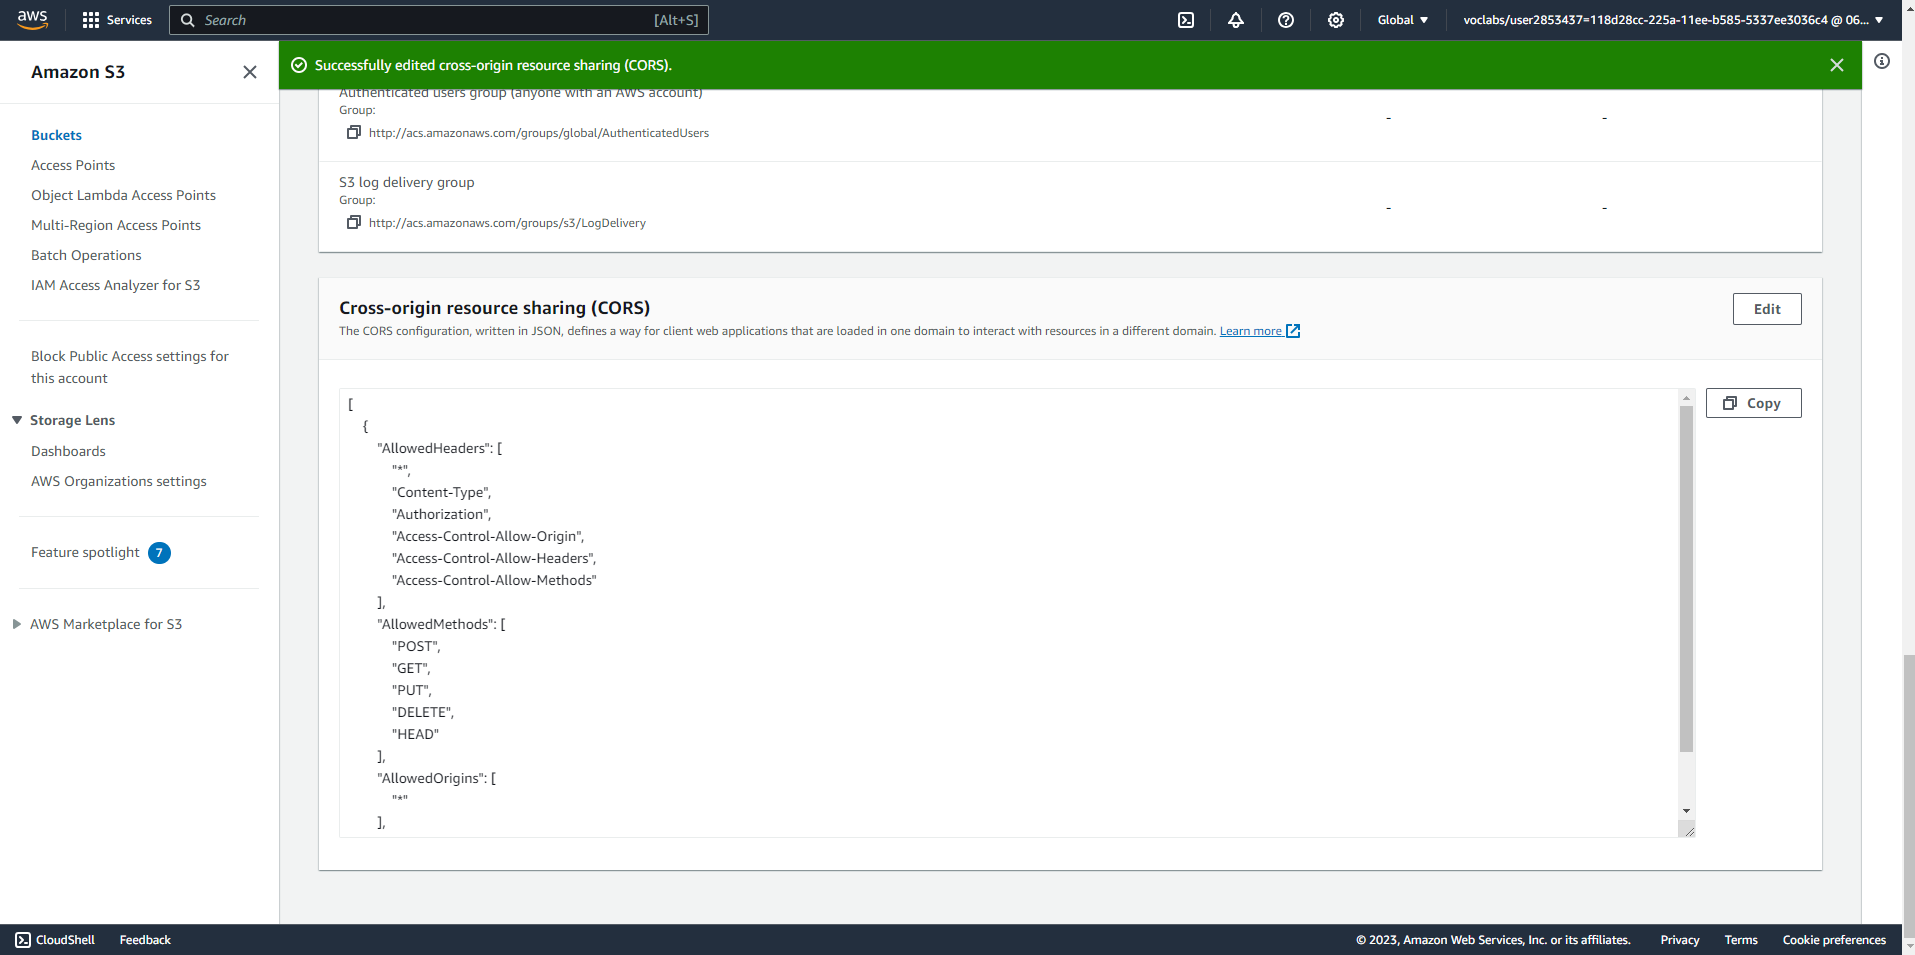 aws
Services
Search
[Alt+S]
Global
voclabs/user2853437=118d28cc-225a-11ee-b585-5337ee3036c4 @ 06...
Amazon S3
Buckets
Access Points
Object Lambda Access Points
Multi-Region Access Points
Batch Operations
IAM Access Analyzer for S3
Block Public Access settings for
this account
Storage Lens
Dashboards
AWS Organizations settings
Feature spotlight 7
AWS Marketplace for S3
Successfully edited cross-origin resource sharing (CORS).
Authenticated users group (anyone with an AWS account)
Group:
http://acs.amazonaws.com/groups/global/AuthenticatedUsers
- -
S3 log delivery group
Group:
http://acs.amazonaws.com/groups/s3/LogDelivery
- -
Cross-origin resource sharing (CORS)
Edit
The CORS configuration, written in JSON, defines a way for client web applications that are loaded in one domain to interact with resources in a different domain. Learn more
Copy
[
{
"AllowedHeaders": [
"*",
"Content-Type",
"Authorization",
"Access-Control-Allow-Origin",
"Access-Control-Allow-Headers",
"Access-Control-Allow-Methods"
],
"AllowedMethods": [
"POST",
"GET",
"PUT",
"DELETE",
"HEAD"
],
"AllowedOrigins": [
"*"
],
CloudShell
Feedback
© 2023, Amazon Web Services, Inc. or its affiliates.
Privacy
Terms
Cookie preferences